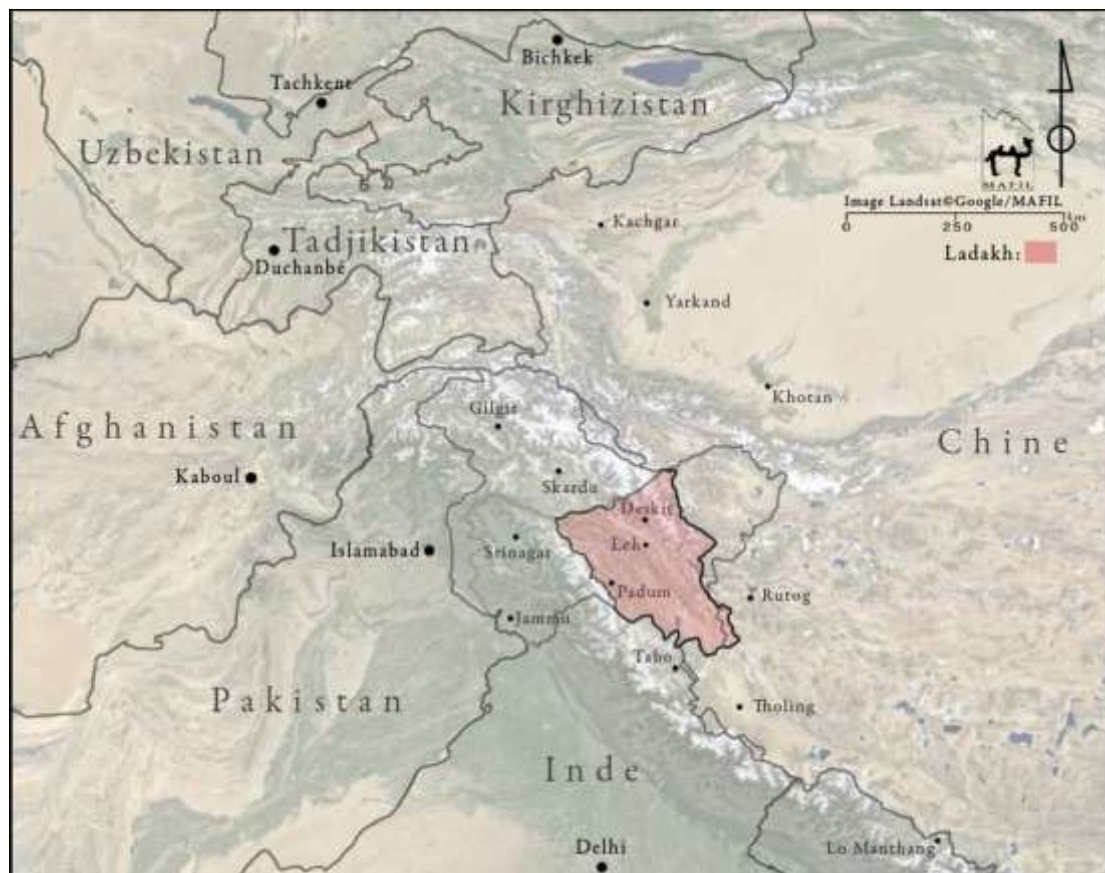 Bichkek
Tachkent
Kirghizistan
Uzbekistan
MAFIL
Image Landsat©Google/MAFIL
0 250 500 km
Kachgar
Tadjikistan
Duchanbé
Ladakh:
Yarkand
Khotan
Gilgit
Afghanistan
Chine
Kaboul
Skardu
Deskit
Islamabad
Srinagar
Leh
Padum
Rutog
Jammu
Tabo
Pakistan
Tholing
Inde
Delhi
Lo Manthang